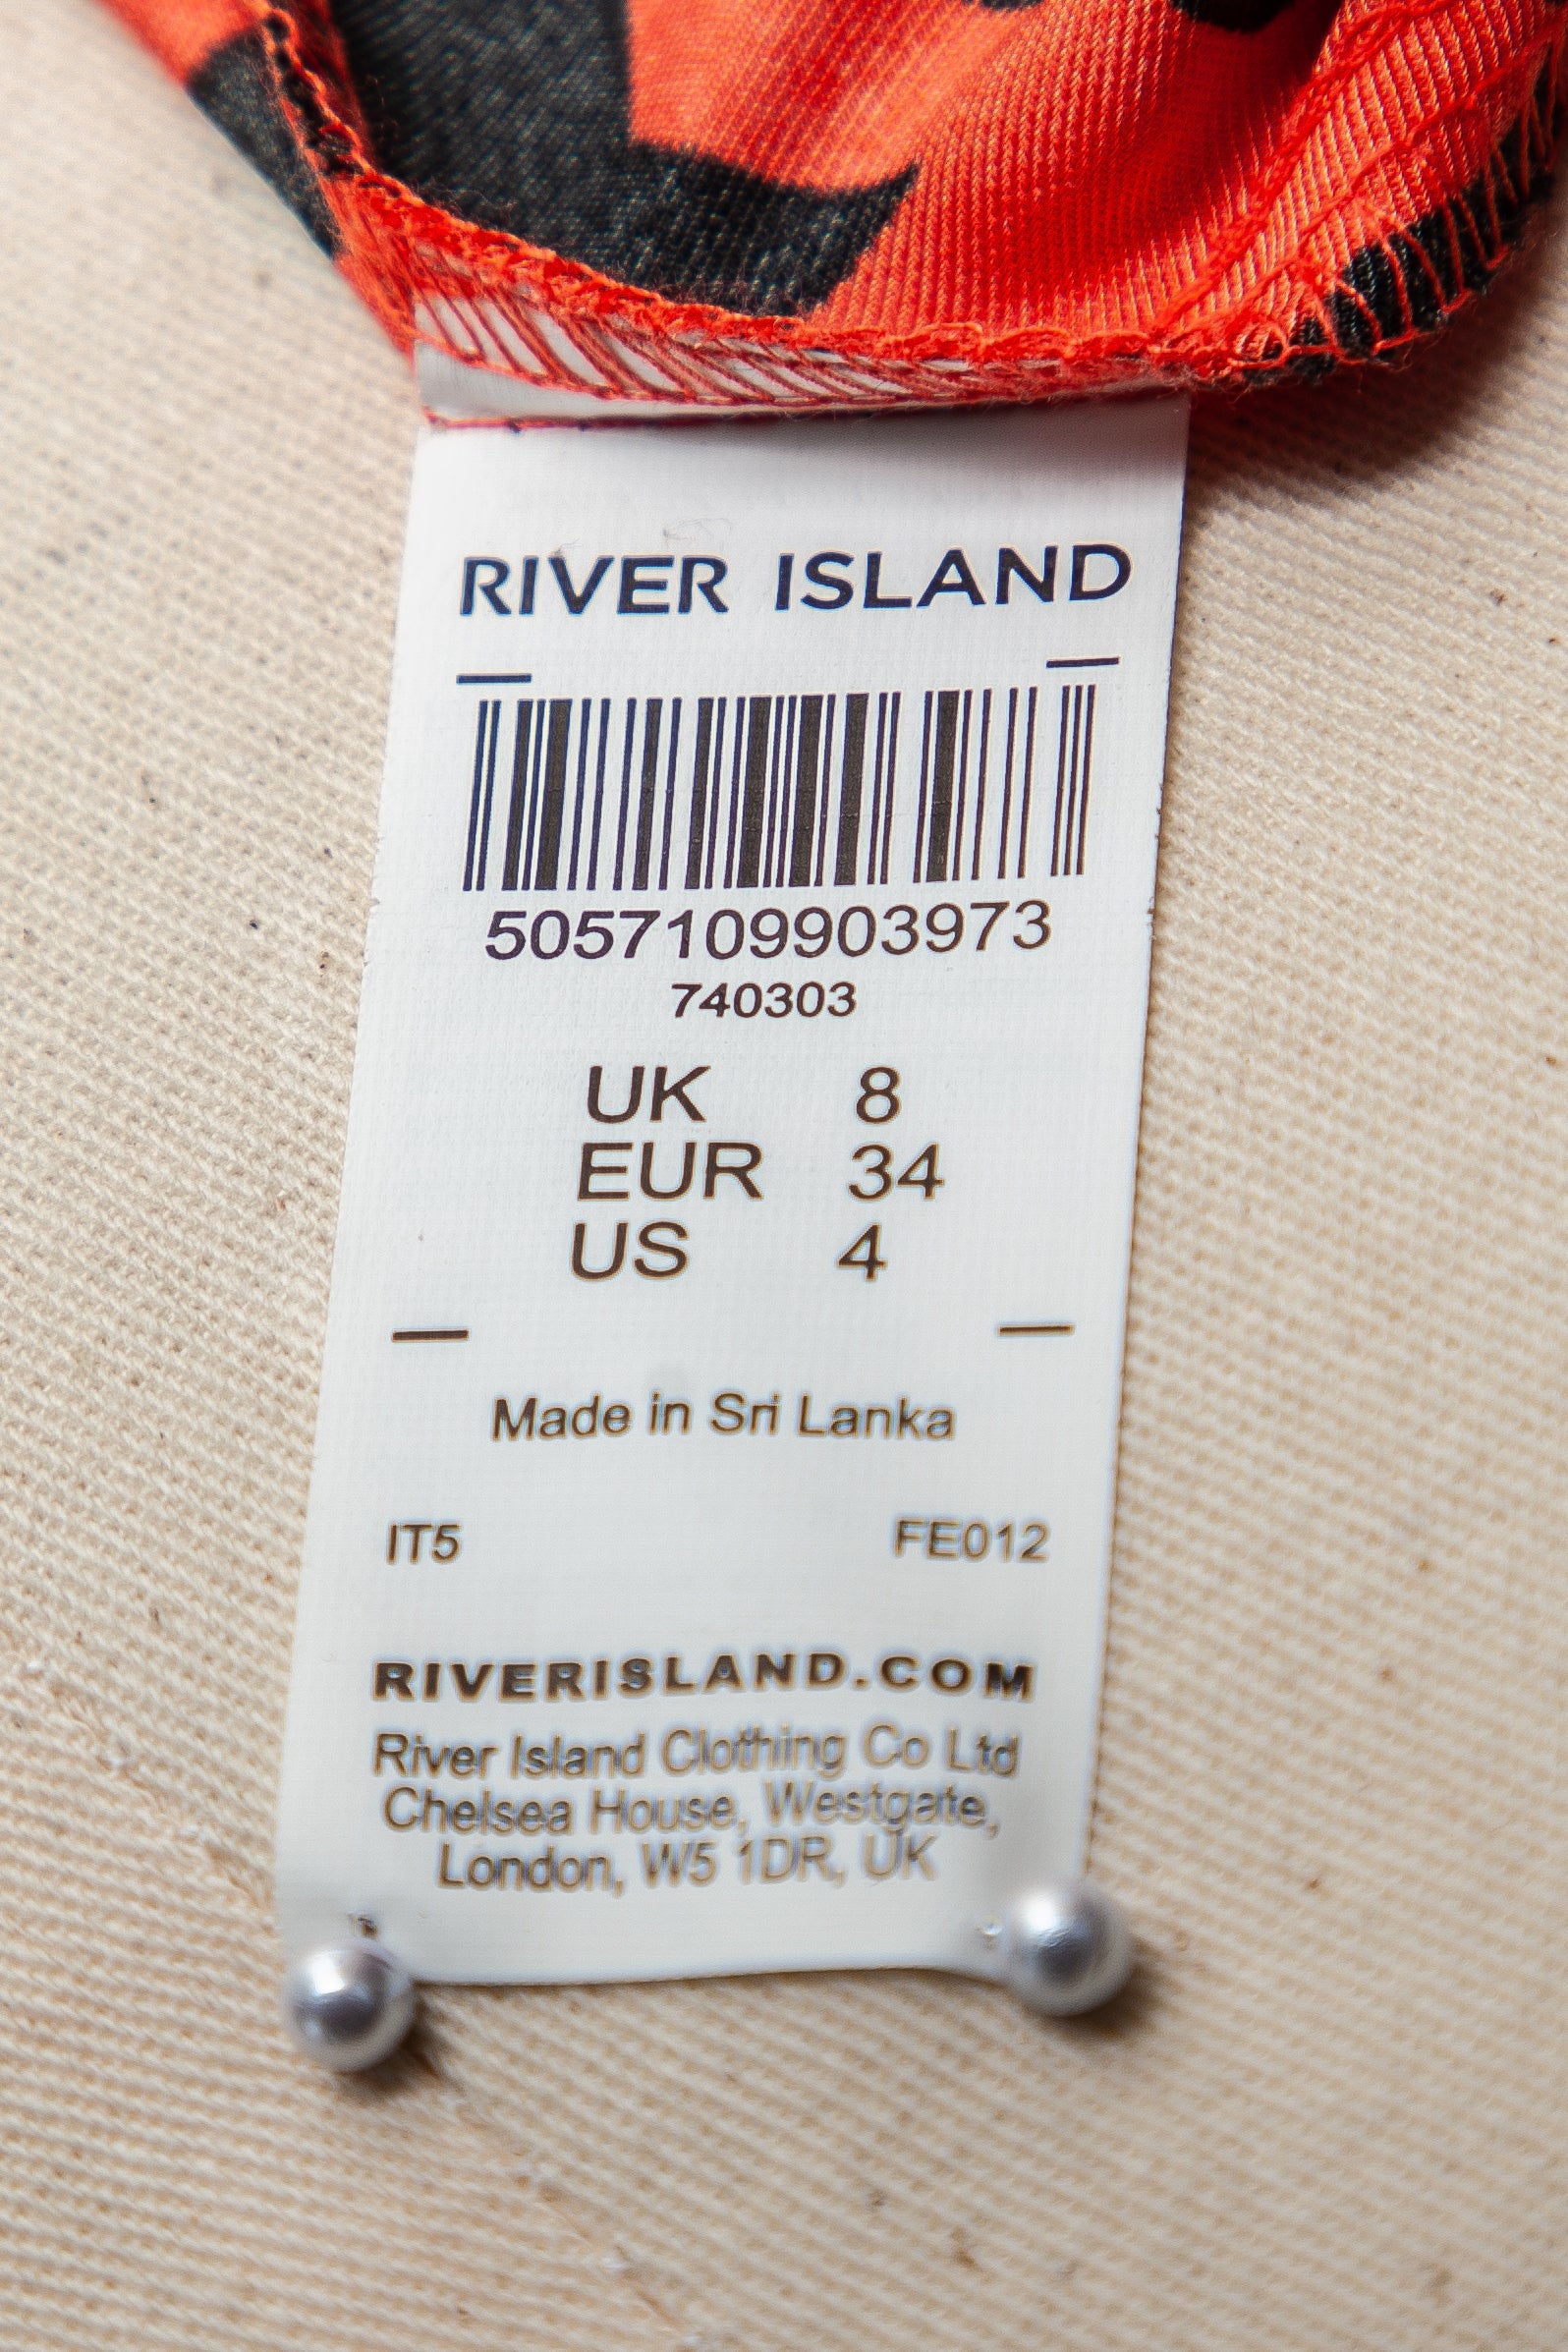 RIVER ISLAND
5057109903973
740303
UK 8
EUR 34
US 4
Made in Sri Lanka
IT5 FE012
RIVERISLAND.COM
River Island Clothing Co Ltd
Chelsea House, Westgate,
London, W5 1DR, UK